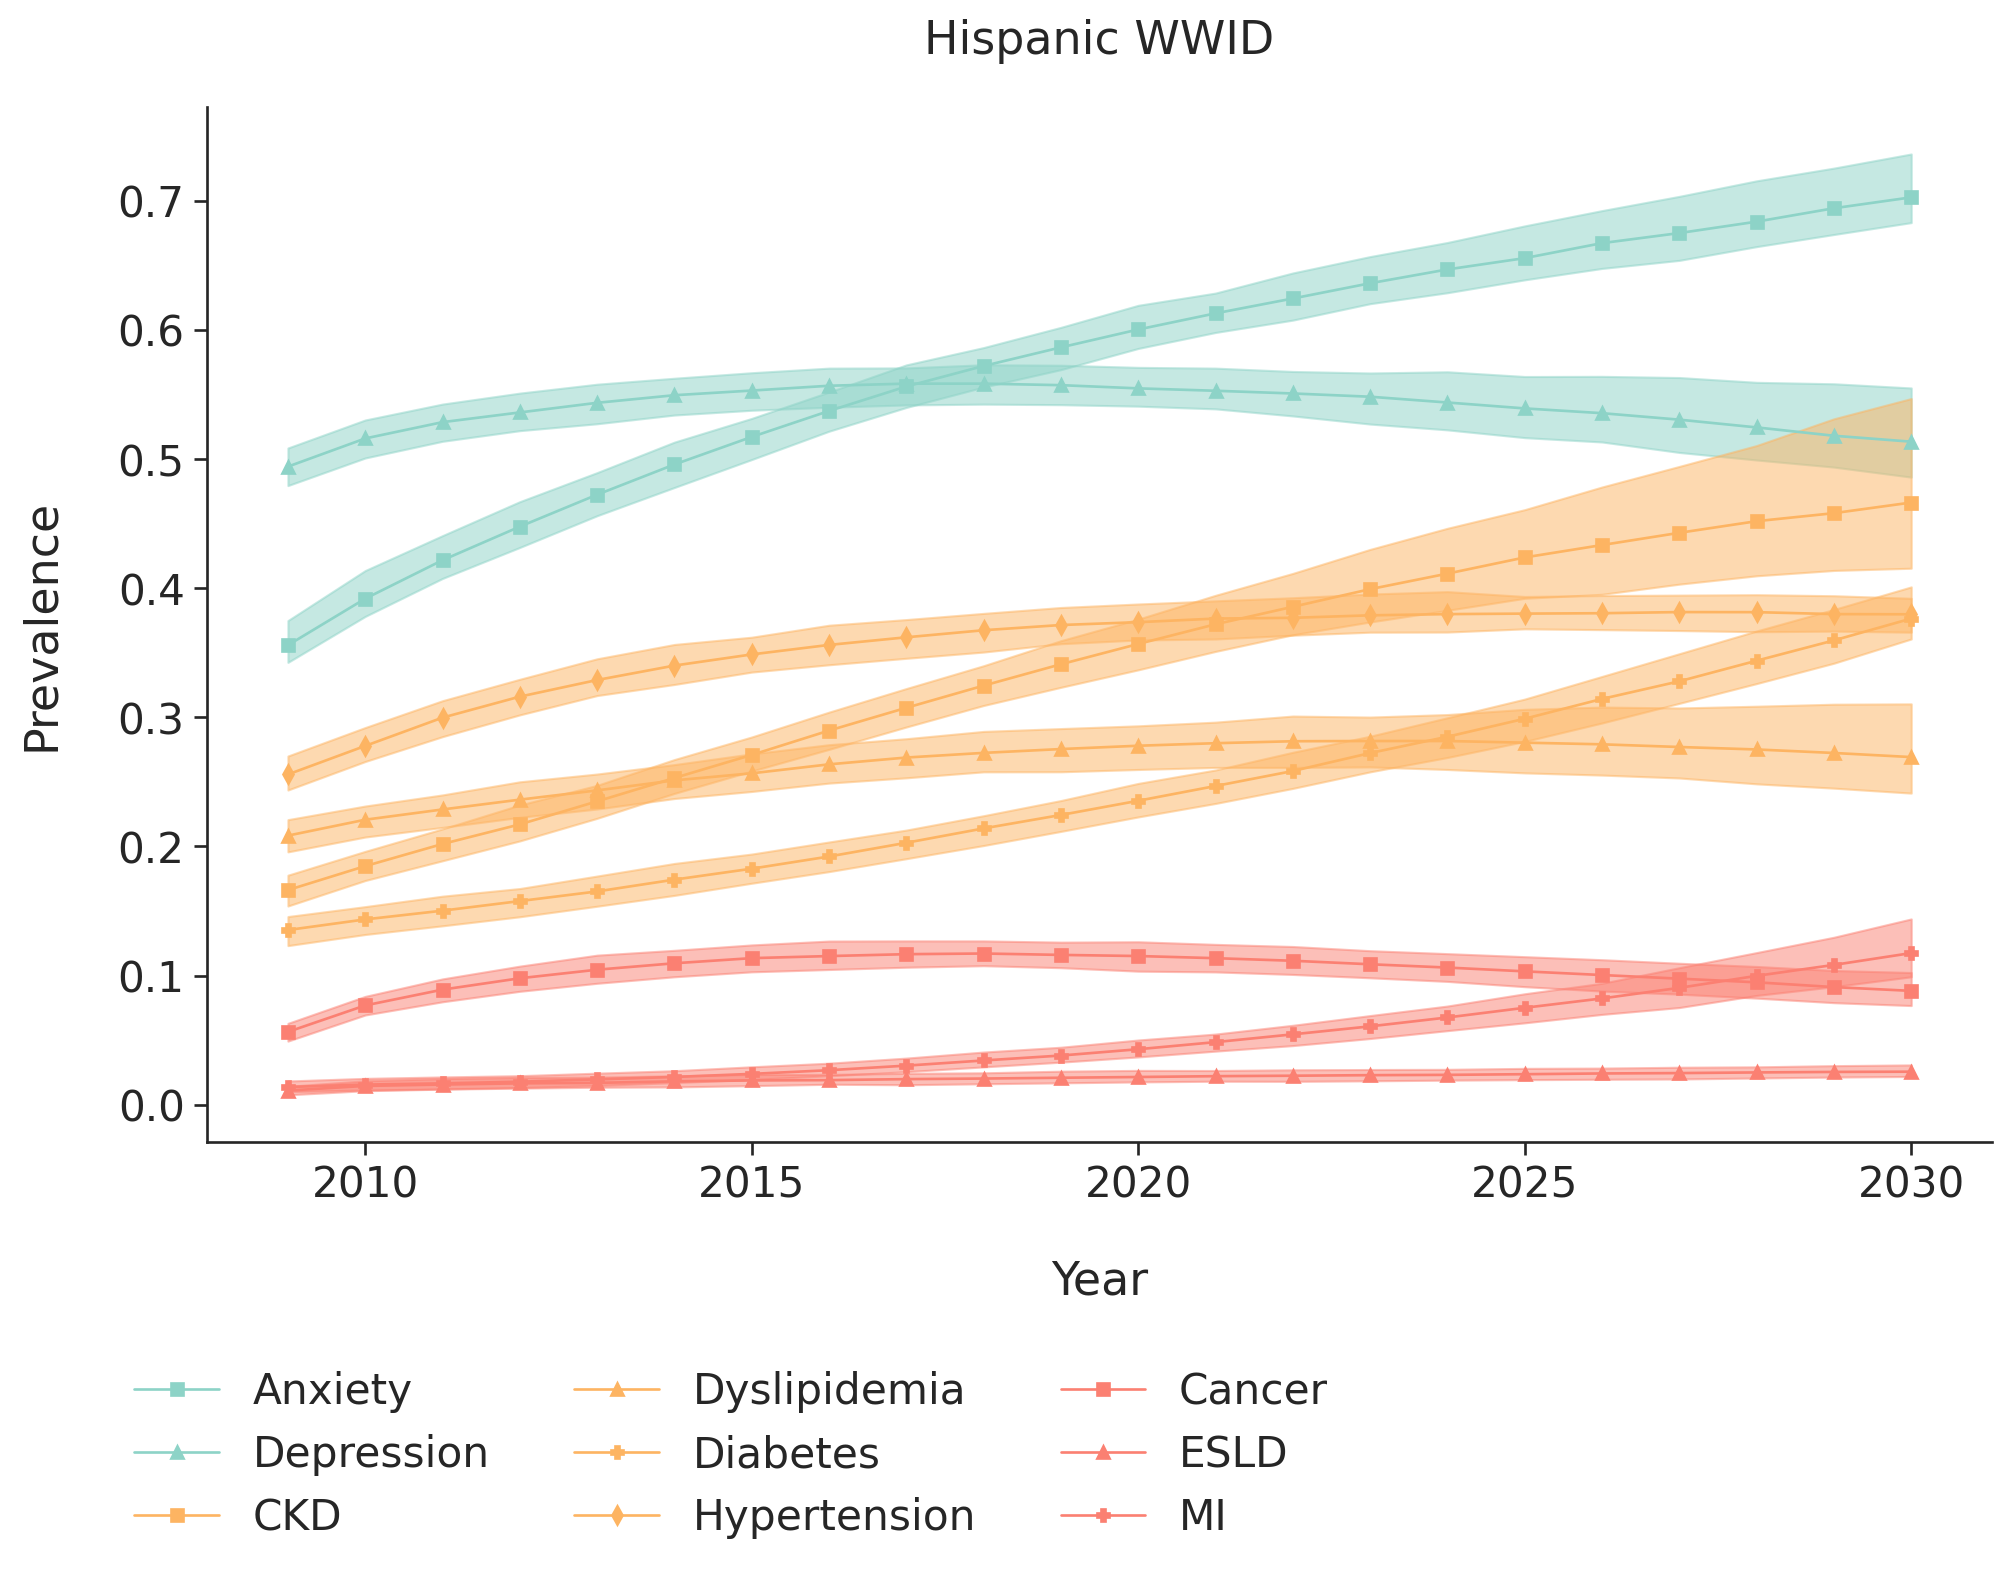 Hispanic WWID
0.7
0.6
0.5
0.4
0.3
0.2
0.1
0.0
Prevalence
2010 2015 2020 2025 2030
Year
Anxiety Dyslipidemia Cancer
Depression Diabetes ESLD
CKD Hypertension MI